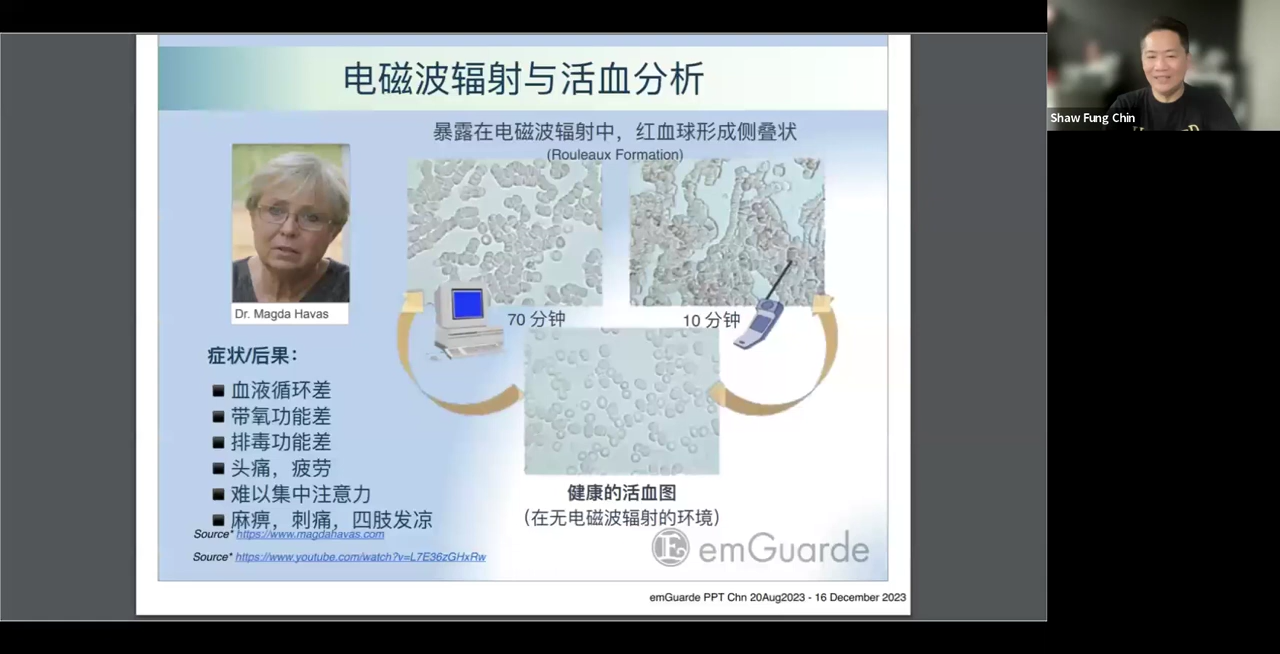 电磁波辐射与活血分析
暴露在电磁波辐射中，红血球形成侧叠状
(Rouleaux Formation)
Dr. Magda Havas
70 分钟
10 分钟
症状/后果：
血液循环差
带氧功能差
排毒功能差
头痛，疲劳
难以集中注意力
麻痹，刺痛，四肢发凉
健康的活血图
（在无电磁波辐射的环境）
Source* https://www.magdahavas.com
Source* https://www.youtube.com/watch?v=L7E36zGHxRw
emGuarde
emGuarde PPT Chn 20Aug2023 - 16 December 2023
Shaw Fung Chin